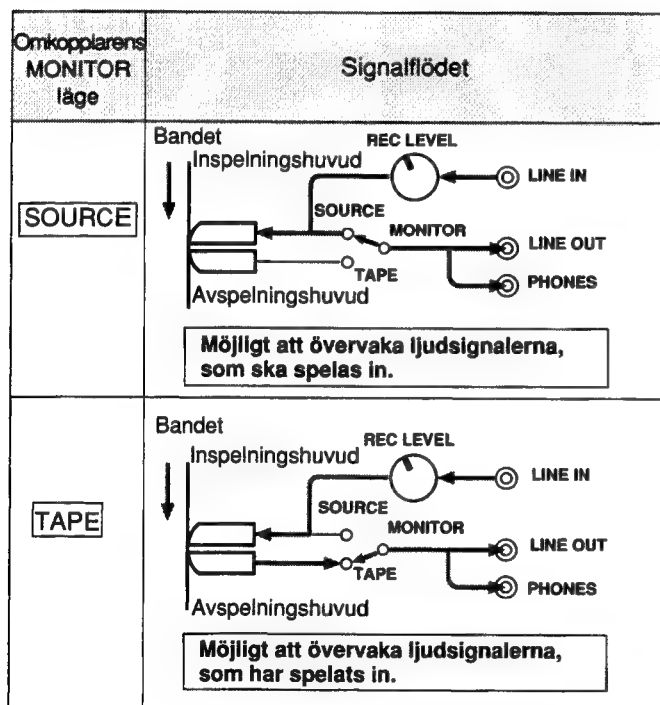 Omkopplarens
MONITOR
läge
Signalflödet
SOURCE
Bandet
Inspelningshuvud
REC LEVEL
LINE IN
SOURCE
MONITOR
LINE OUT
TAPE
PHONES
Avspelningshuvud
Möjligt att övervaka ljudsignalerna,
som ska spelas in.
TAPE
Bandet
Inspelningshuvud
REC LEVEL
LINE IN
SOURCE
MONITOR
LINE OUT
TAPE
PHONES
Avspelningshuvud
Möjligt att övervaka ljudsignalerna,
som har spelats in.